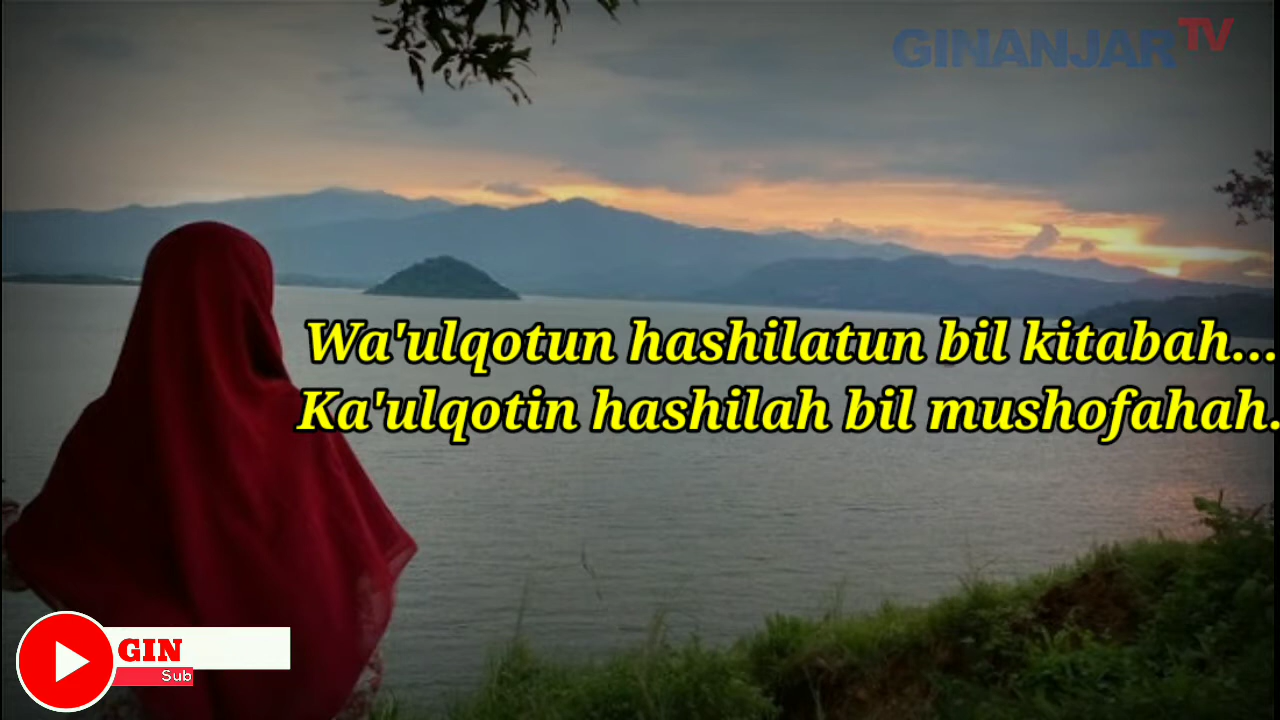 GINANJAR TV
Wa'ulqotun hashilatun bil kitabah...
Ka'ulqotin hashilah bil mushofahah.
GIN
Sub